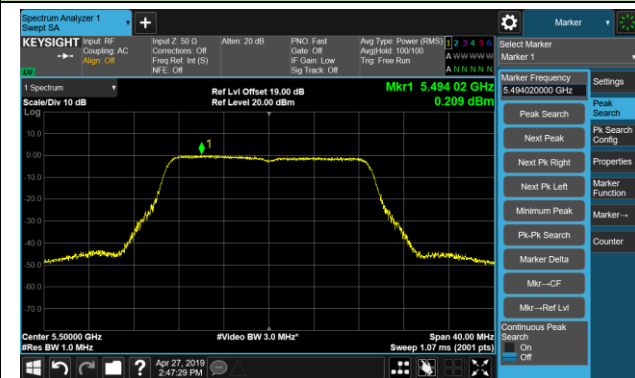 Spectrum Analyzer 1
Swept SA
+
Marker
KEYSIGHT
Input: RF
Coupling: AC
Align: Off
Input Z: 50 Ω
Corrections: Off
Freq Ref: Int (S)
NFE: Off
Atten: 20 dB
PNO: Fast
Gate: Off
IF Gain: Low
Sig Track: Off
Avg Type: Power (RMS)
Avg|Hold: 100/100
Trig: Free Run
1 2 3 4 5 6
A W W W W W
A N N N N N
LXI
Select Marker
Marker 1
1 Spectrum
Scale/Div 10 dB
Log
Ref Lvl Offset 19.00 dB
Ref Level 20.00 dBm
Mkr1 5.494 02 GHz
0.209 dBm
Marker Frequency
5.494020000 GHz
Settings
Peak Search
Peak
Search
Next Peak
Pk Search
Config
Next Pk Right
Properties
Next Pk Left
Marker
Function
Minimum Peak
Marker→
Pk-Pk Search
Counter
Marker Delta
Mkr→CF
Mkr→Ref Lvl
Continuous Peak
Search
On
Off
10.0
0.00
1
-10.0
-20.0
-30.0
-40.0
-50.0
-60.0
-70.0
Center 5.50000 GHz
#Res BW 1.0 MHz
#Video BW 3.0 MHz*
Span 40.00 MHz
Sweep 1.07 ms (2001 pts)
?
Apr 27, 2019
2:47:29 PM